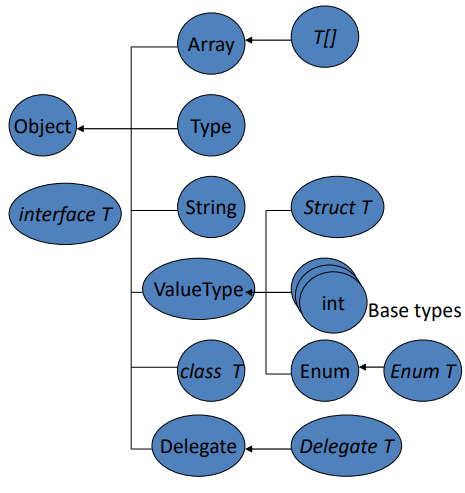 Array
T[]
Object
Type
interface T
String
Struct T
ValueType
int
Base types
class T
Enum
Enum T
Delegate
Delegate T